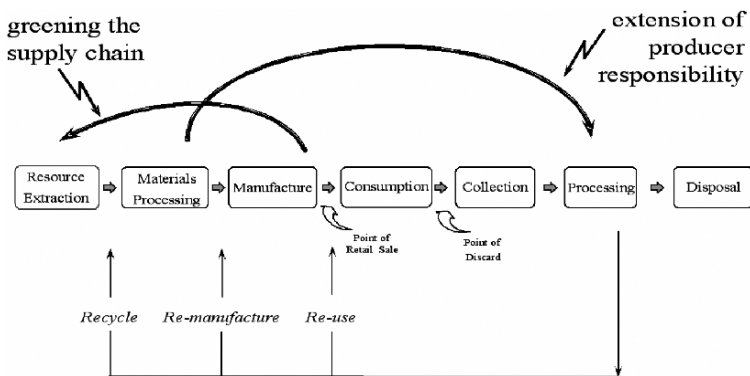 greening the
supply chain
extension of
producer
responsibility
Resource
Extraction
Materials
Processing
Manufacture
Consumption
Collection
Processing
Disposal
Point of
Retail Sale
Point of
Discard
Recycle
Re-manufacture
Re-use